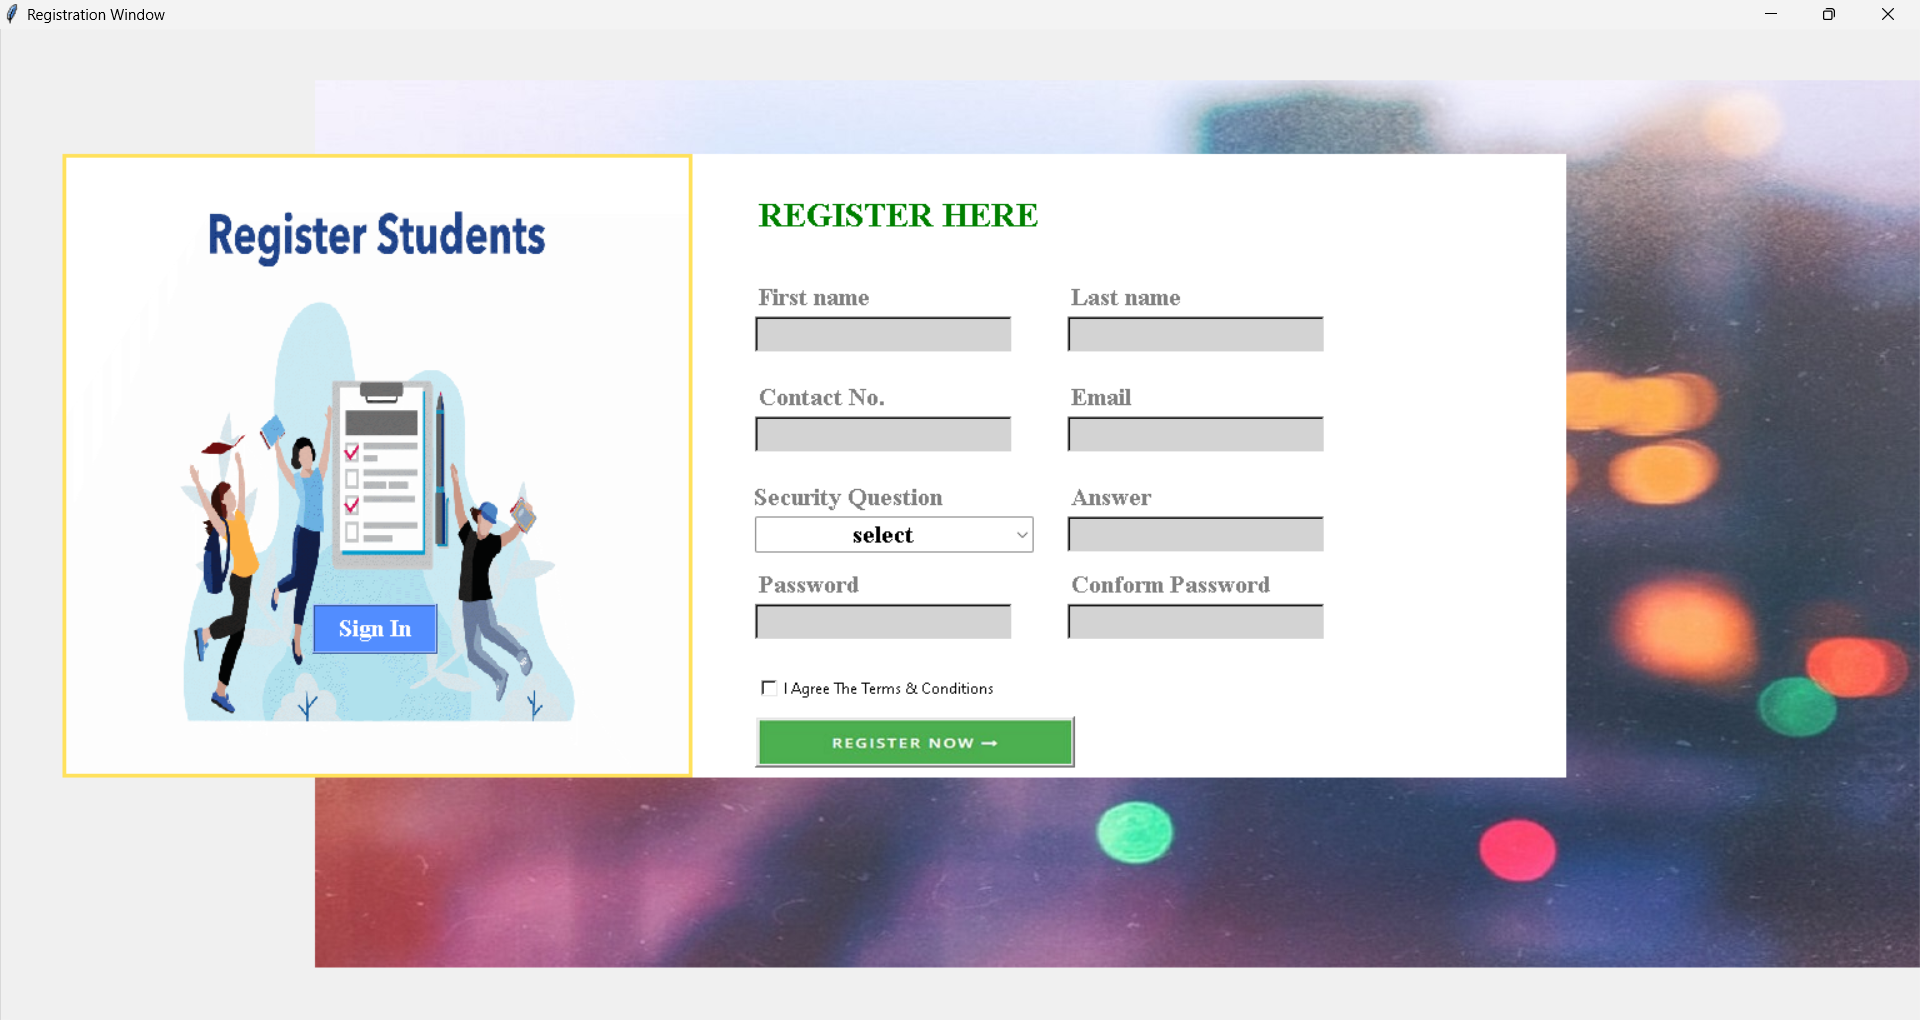 Registration Window
Register Students
Sign In
REGISTER HERE
First name
Last name
Contact No.
Email
Security Question
Answer
select
Password
Conform Password
I Agree The Terms & Conditions
REGISTER NOW →